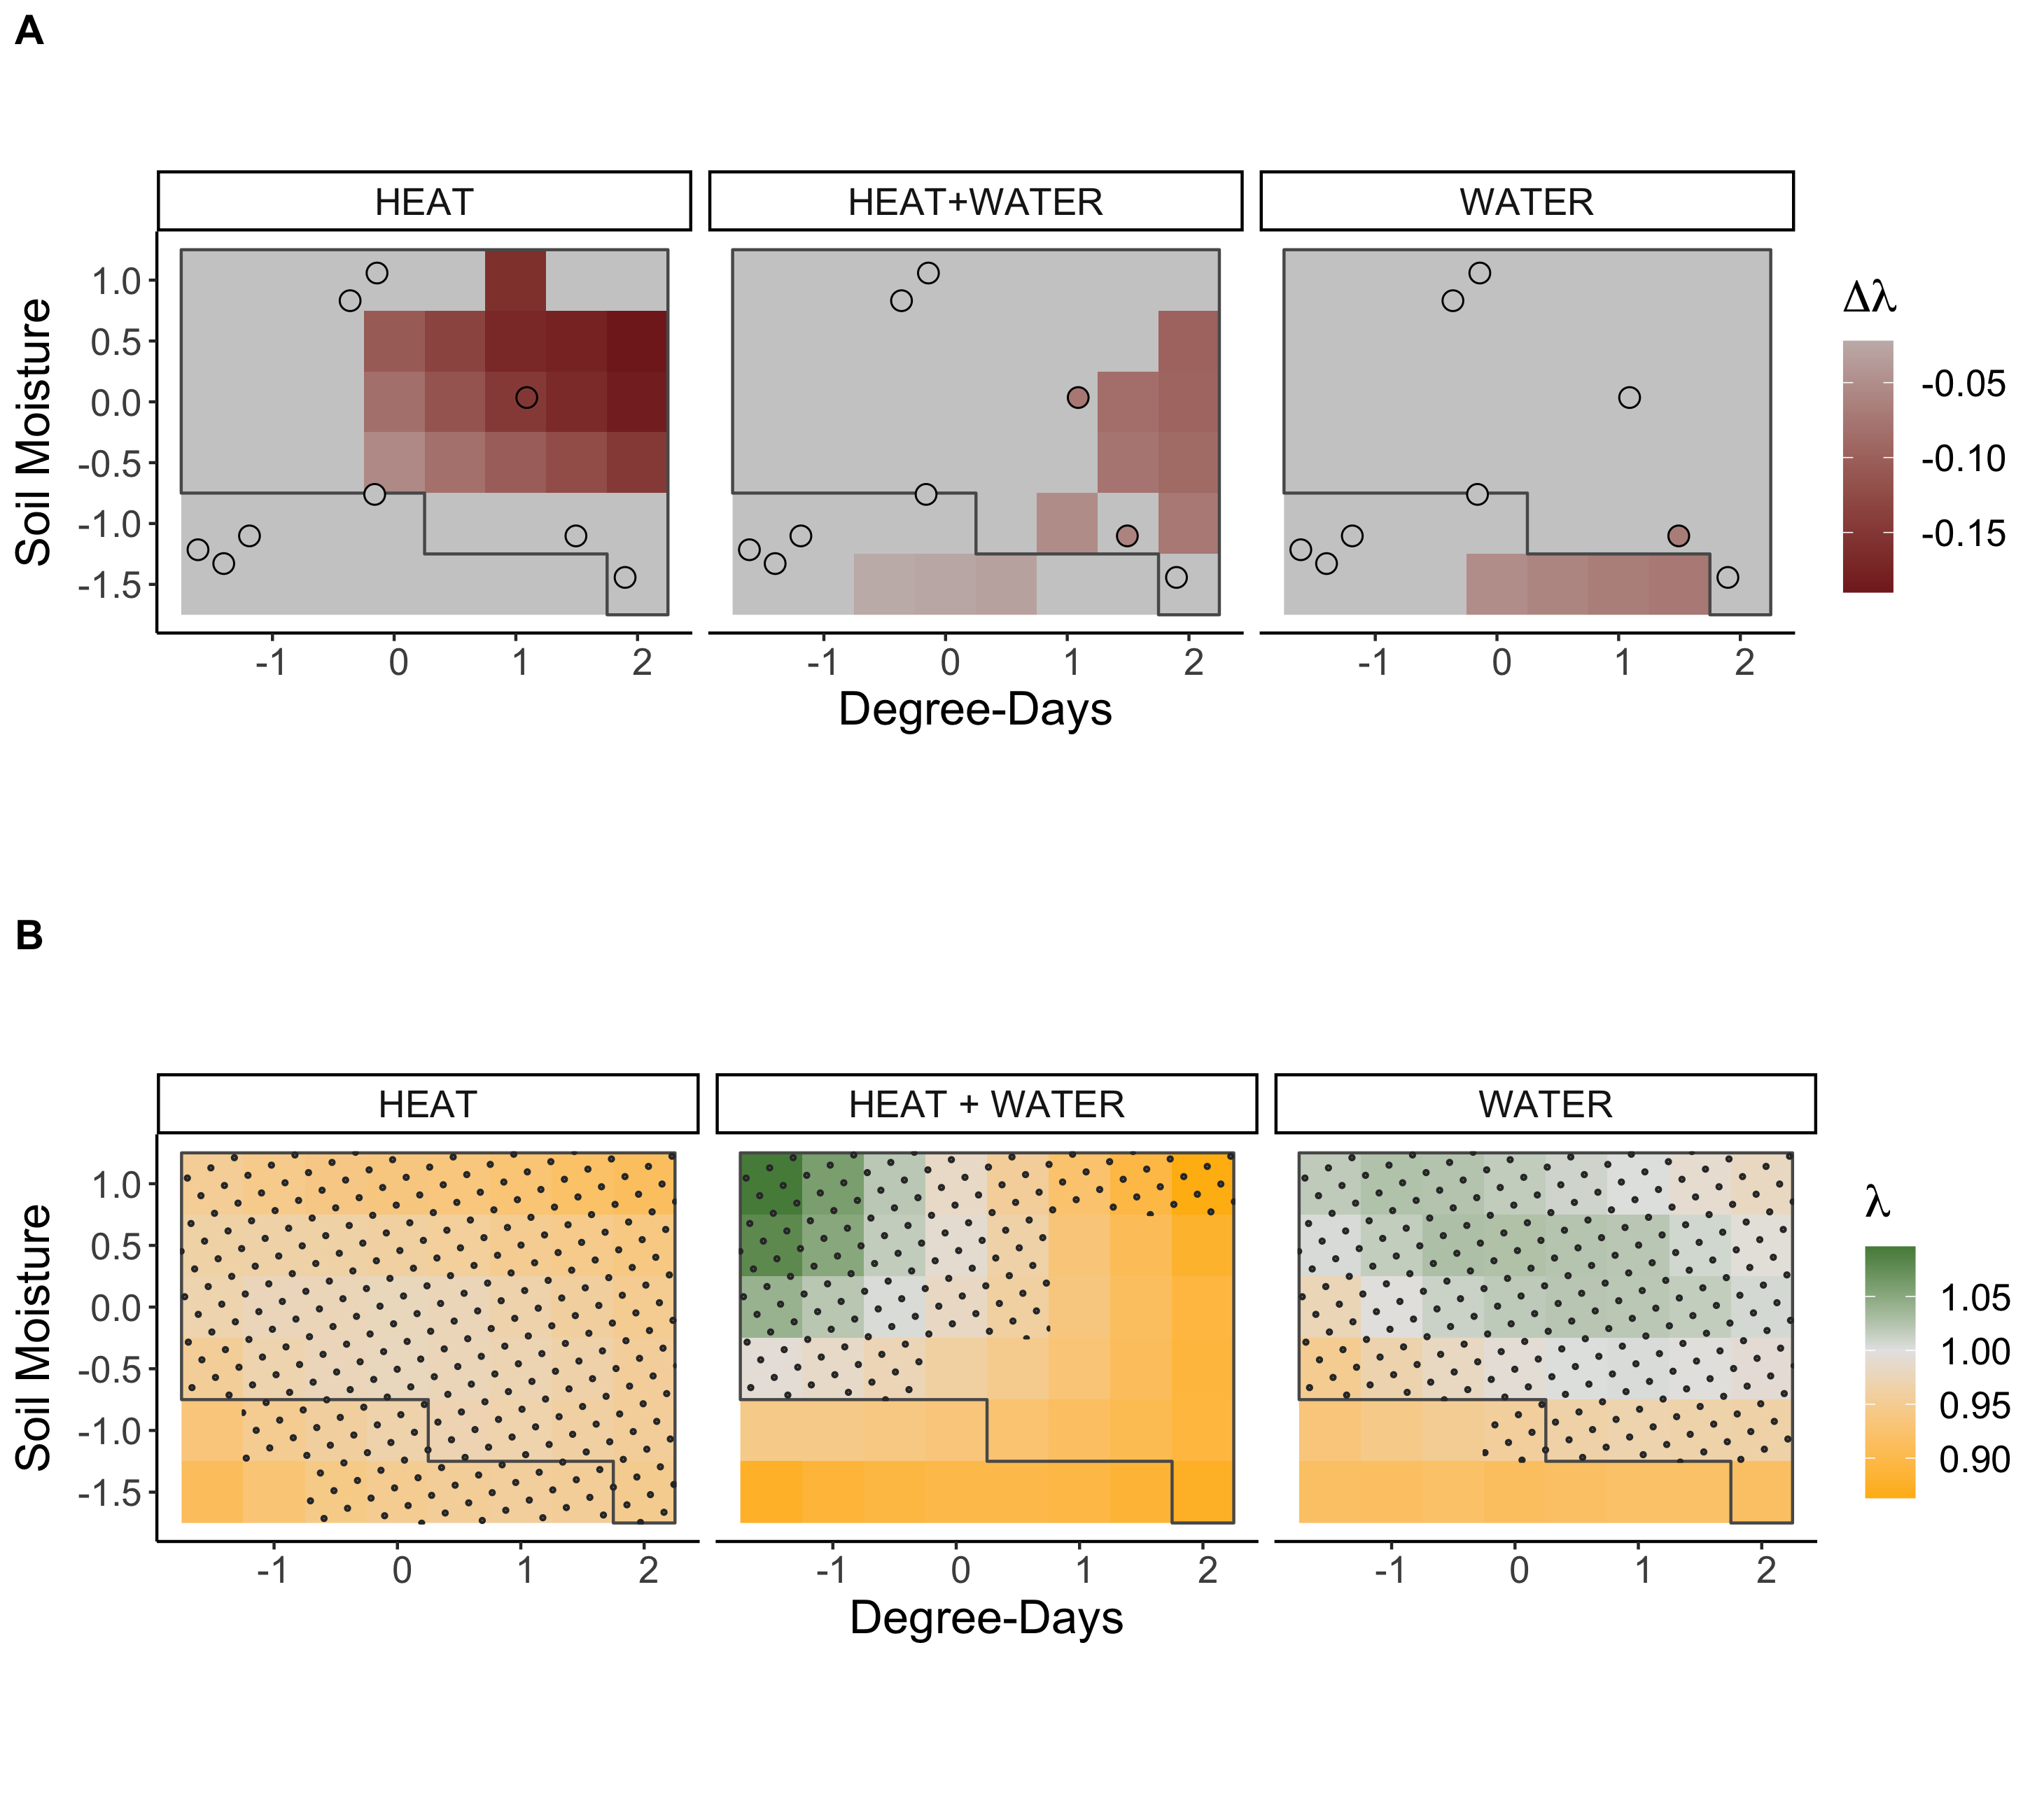 A
HEAT HEAT+WATER WATER
1.0
0.5
0.0
-0.5
-1.0
-1.5
Soil Moisture
-1 0 1 2 -1 0 1 2 -1 0 1 2
Degree-Days
Δλ
-0.05
-0.10
-0.15
B
HEAT HEAT + WATER WATER
1.0
0.5
0.0
-0.5
-1.0
-1.5
Soil Moisture
-1 0 1 2 -1 0 1 2 -1 0 1 2
Degree-Days
λ
1.05
1.00
0.95
0.90